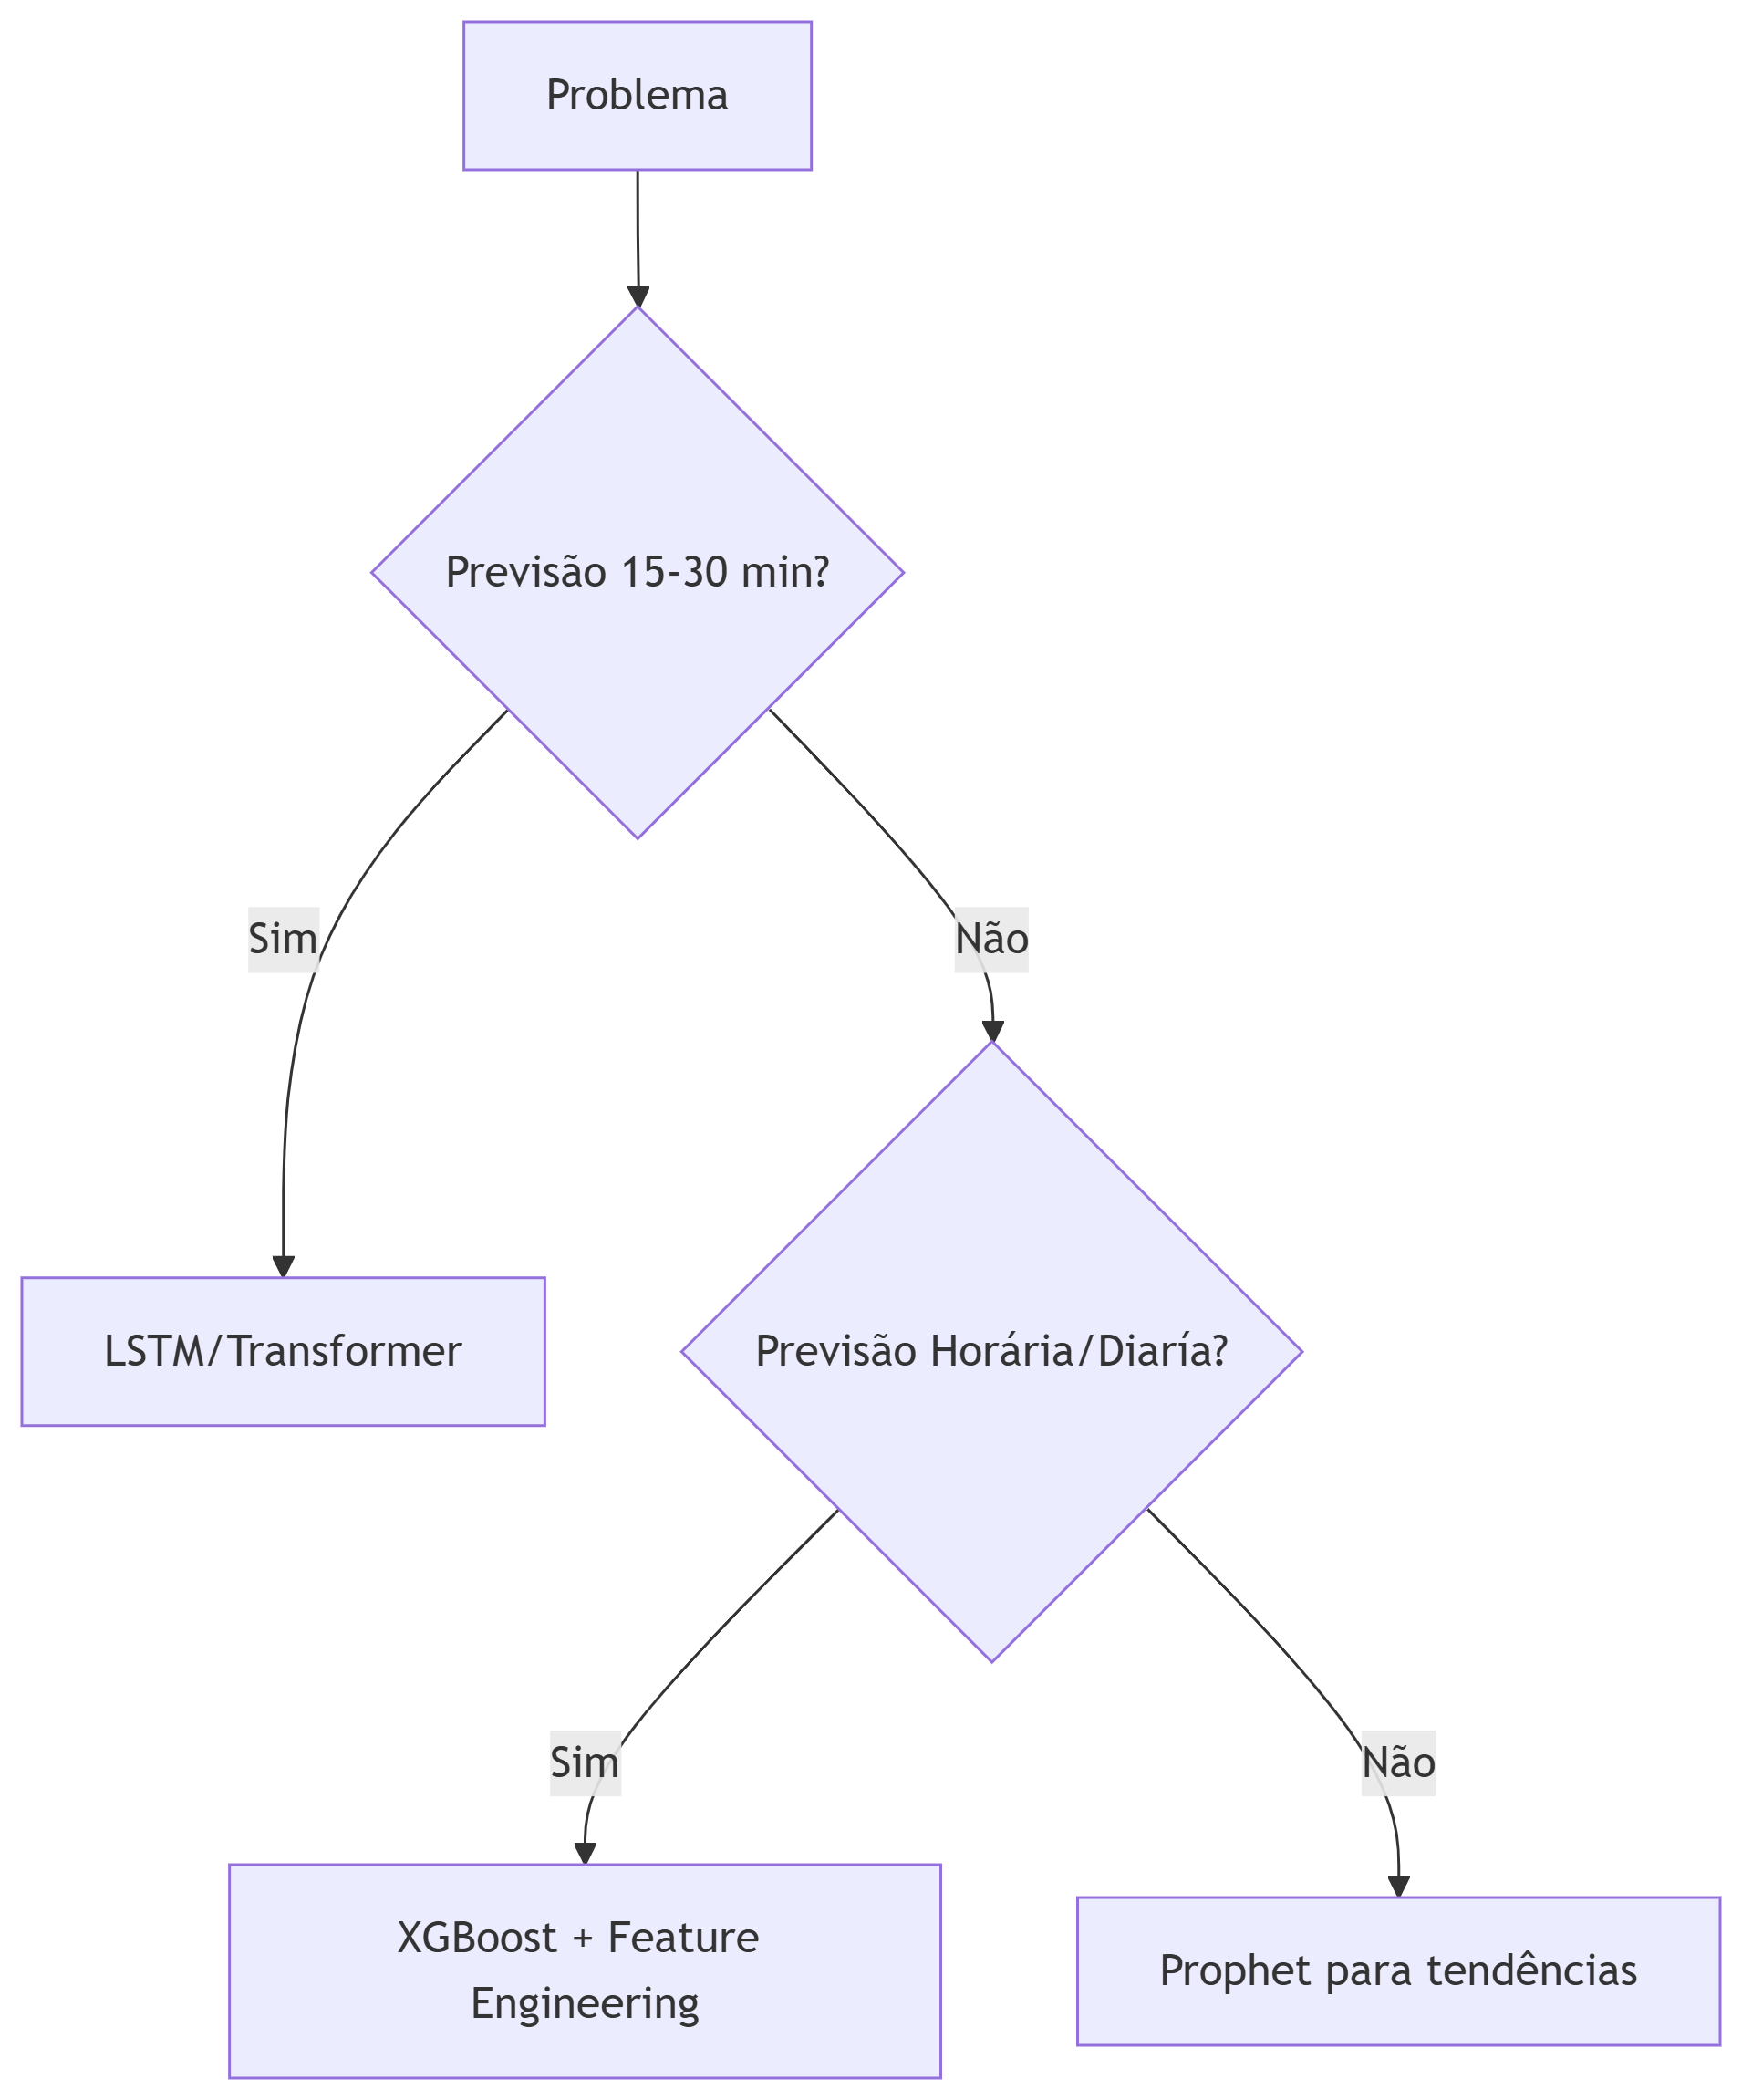 Problema
Previsão 15-30 min?
Sim
Não
LSTM/Transformer
Previsão Horária/Diaría?
Sim
Não
XGBoost + Feature
Engineering
Prophet para tendências